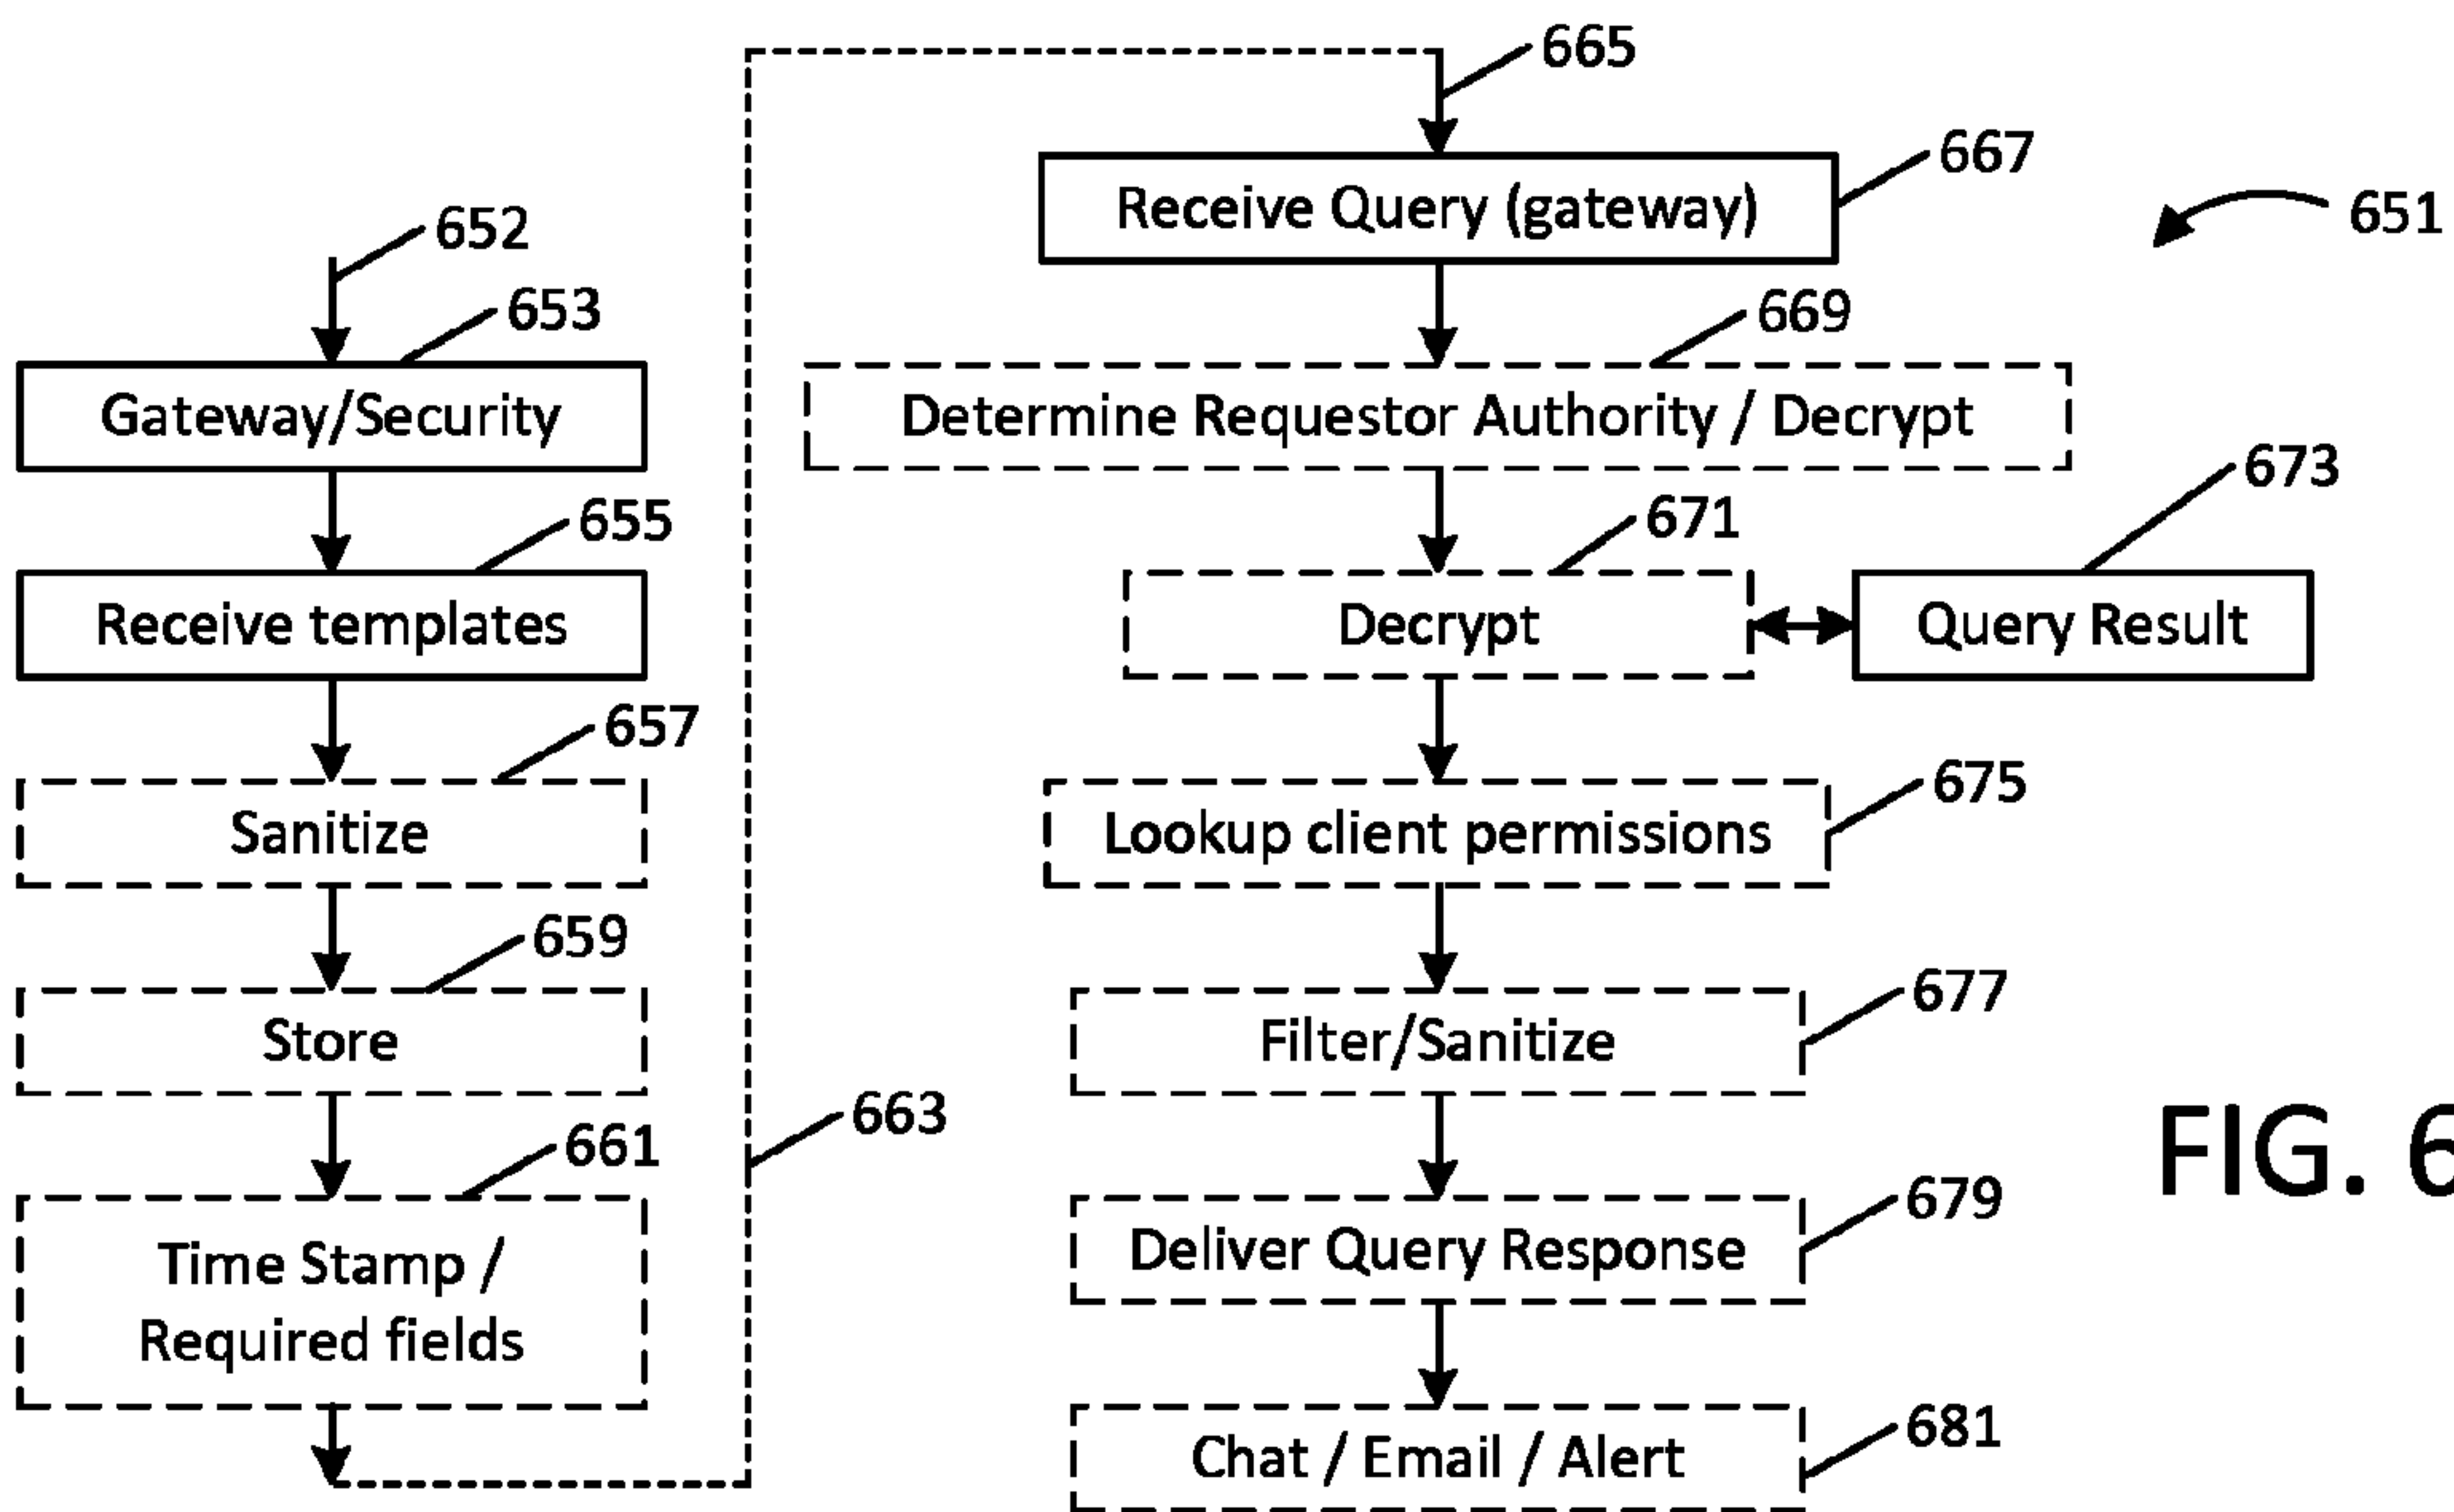 652
653
Gateway/Security
655
Receive templates
657
Sanitize
659
Store
661
Time Stamp /
Required fields
663
665
667
Receive Query (gateway)
651
669
Determine Requestor Authority / Decrypt
671
673
Decrypt
Query Result
675
Lookup client permissions
677
Filter/Sanitize
679
Deliver Query Response
681
Chat / Email / Alert
FIG. 6